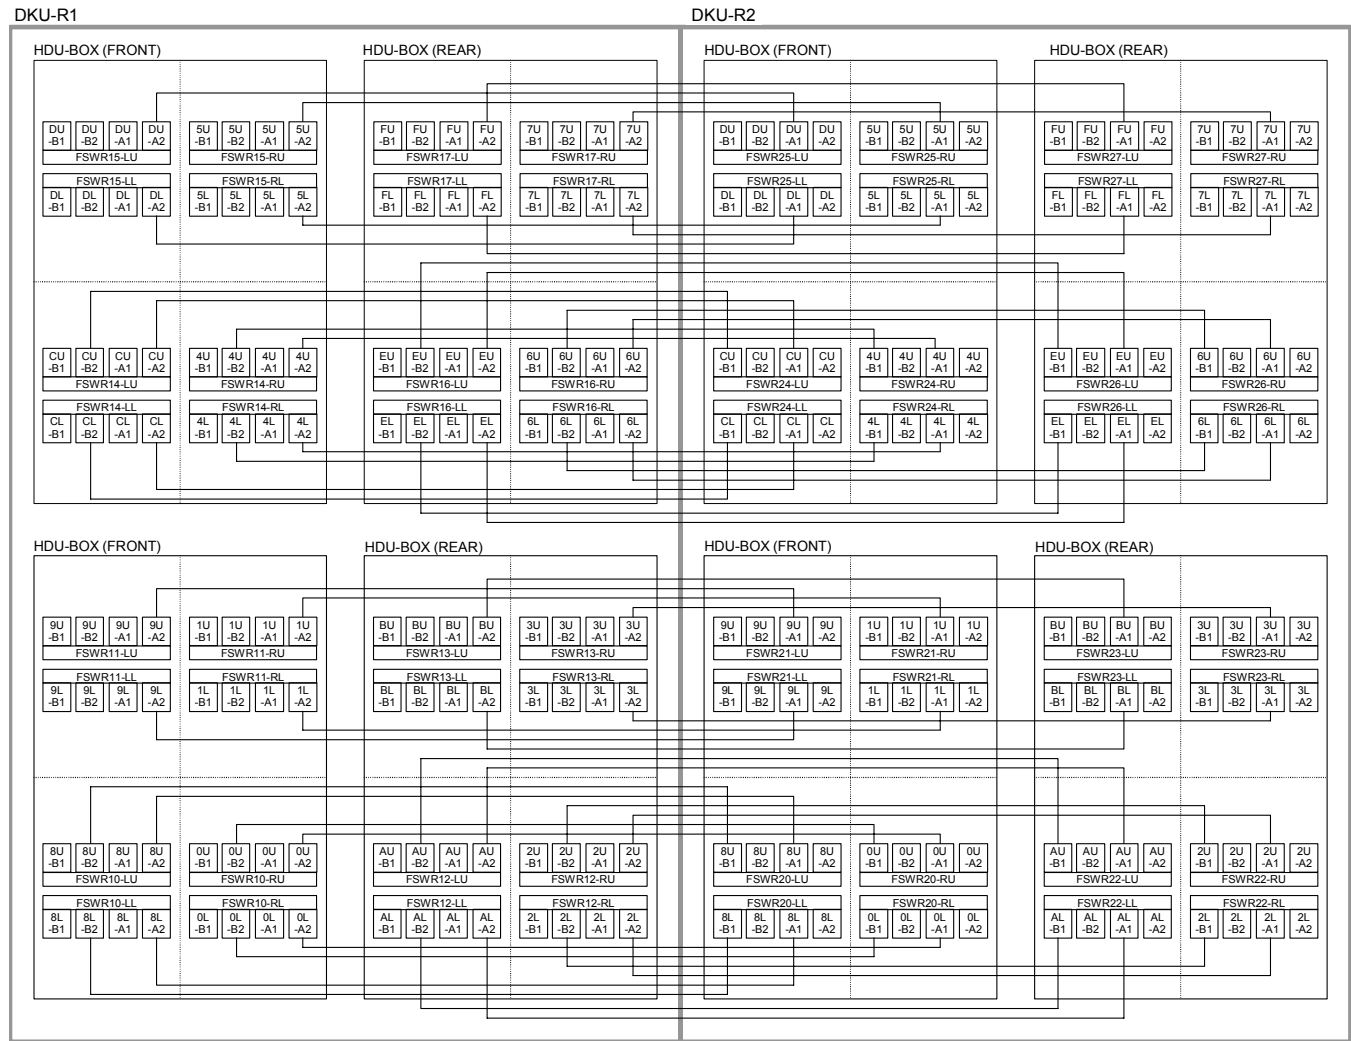 DKU-R1 DKU-R2
HDU-BOX (FRONT) HDU-BOX (REAR) HDU-BOX (FRONT) HDU-BOX (REAR)
DU DU DU DU 5U 5U 5U 5U FU FU FU FU 7U 7U 7U 7U DU DU DU DU 5U 5U 5U 5U FU FU FU FU 7U 7U 7U 7U
-B1 -B2 -A1 -A2 -B1 -B2 -A1 -A2 -B1 -B2 -A1 -A2 -B1 -B2 -A1 -A2 -B1 -B2 -A1 -A2 -B1 -B2 -A1 -A2 -B1 -B2 -A1 -A2 -B1 -B2 -A1 -A2
FSWR15-LU FSWR15-RU FSWR17-LU FSWR17-RU FSWR25-LU FSWR25-RU FSWR27-LU FSWR27-RU
FSWR15-LL FSWR15-RL FSWR17-LL FSWR17-RL FSWR25-LL FSWR25-RL FSWR27-LL FSWR27-RL
DL DL DL DL 5L 5L 5L 5L FL FL FL FL 7L 7L 7L 7L DL DL DL DL 5L 5L 5L 5L FL FL FL FL 7L 7L 7L 7L
-B1 -B2 -A1 -A2 -B1 -B2 -A1 -A2 -B1 -B2 -A1 -A2 -B1 -B2 -A1 -A2 -B1 -B2 -A1 -A2 -B1 -B2 -A1 -A2 -B1 -B2 -A1 -A2 -B1 -B2 -A1 -A2
CU CU CU CU 4U 4U 4U 4U EU EU EU EU 6U 6U 6U 6U CU CU CU CU 4U 4U 4U 4U EU EU EU EU 6U 6U 6U 6U
-B1 -B2 -A1 -A2 -B1 -B2 -A1 -A2 -B1 -B2 -A1 -A2 -B1 -B2 -A1 -A2 -B1 -B2 -A1 -A2 -B1 -B2 -A1 -A2 -B1 -B2 -A1 -A2 -B1 -B2 -A1 -A2
FSWR14-LU FSWR14-RU FSWR16-LU FSWR16-RU FSWR24-LU FSWR24-RU FSWR26-LU FSWR26-RU
FSWR14-LL FSWR14-RL FSWR16-LL FSWR16-RL FSWR24-LL FSWR24-RL FSWR26-LL FSWR26-RL
CL CL CL CL 4L 4L 4L 4L EL EL EL EL 6L 6L 6L 6L CL CL CL CL 4L 4L 4L 4L EL EL EL EL 6L 6L 6L 6L
-B1 -B2 -A1 -A2 -B1 -B2 -A1 -A2 -B1 -B2 -A1 -A2 -B1 -B2 -A1 -A2 -B1 -B2 -A1 -A2 -B1 -B2 -A1 -A2 -B1 -B2 -A1 -A2 -B1 -B2 -A1 -A2
HDU-BOX (FRONT) HDU-BOX (REAR) HDU-BOX (FRONT) HDU-BOX (REAR)
9U 9U 9U 9U 1U 1U 1U 1U BU BU BU BU 3U 3U 3U 3U 9U 9U 9U 9U 1U 1U 1U 1U BU BU BU BU 3U 3U 3U 3U
-B1 -B2 -A1 -A2 -B1 -B2 -A1 -A2 -B1 -B2 -A1 -A2 -B1 -B2 -A1 -A2 -B1 -B2 -A1 -A2 -B1 -B2 -A1 -A2 -B1 -B2 -A1 -A2 -B1 -B2 -A1 -A2
FSWR11-LU FSWR11-RU FSWR13-LU FSWR13-RU FSWR21-LU FSWR21-RU FSWR23-LU FSWR23-RU
FSWR11-LL FSWR11-RL FSWR13-LL FSWR13-RL FSWR21-LL FSWR21-RL FSWR23-LL FSWR23-RL
9L 9L 9L 9L 1L 1L 1L 1L BL BL BL BL 3L 3L 3L 3L 9L 9L 9L 9L 1L 1L 1L 1L BL BL BL BL 3L 3L 3L 3L
-B1 -B2 -A1 -A2 -B1 -B2 -A1 -A2 -B1 -B2 -A1 -A2 -B1 -B2 -A1 -A2 -B1 -B2 -A1 -A2 -B1 -B2 -A1 -A2 -B1 -B2 -A1 -A2 -B1 -B2 -A1 -A2
8U 8U 8U 8U 0U 0U 0U 0U AU AU AU AU 2U 2U 2U 2U 8U 8U 8U 8U 0U 0U 0U 0U AU AU AU AU 2U 2U 2U 2U
-B1 -B2 -A1 -A2 -B1 -B2 -A1 -A2 -B1 -B2 -A1 -A2 -B1 -B2 -A1 -A2 -B1 -B2 -A1 -A2 -B1 -B2 -A1 -A2 -B1 -B2 -A1 -A2 -B1 -B2 -A1 -A2
FSWR10-LU FSWR10-RU FSWR12-LU FSWR12-RU FSWR20-LU FSWR20-RU FSWR22-LU FSWR22-RU
FSWR10-LL FSWR10-RL FSWR12-LL FSWR12-RL FSWR20-LL FSWR20-RL FSWR22-LL FSWR22-RL
8L 8L 8L 8L 0L 0L 0L 0L AL AL AL AL 2L 2L 2L 2L 8L 8L 8L 8L 0L 0L 0L 0L AL AL AL AL 2L 2L 2L 2L
-B1 -B2 -A1 -A2 -B1 -B2 -A1 -A2 -B1 -B2 -A1 -A2 -B1 -B2 -A1 -A2 -B1 -B2 -A1 -A2 -B1 -B2 -A1 -A2 -B1 -B2 -A1 -A2 -B1 -B2 -A1 -A2